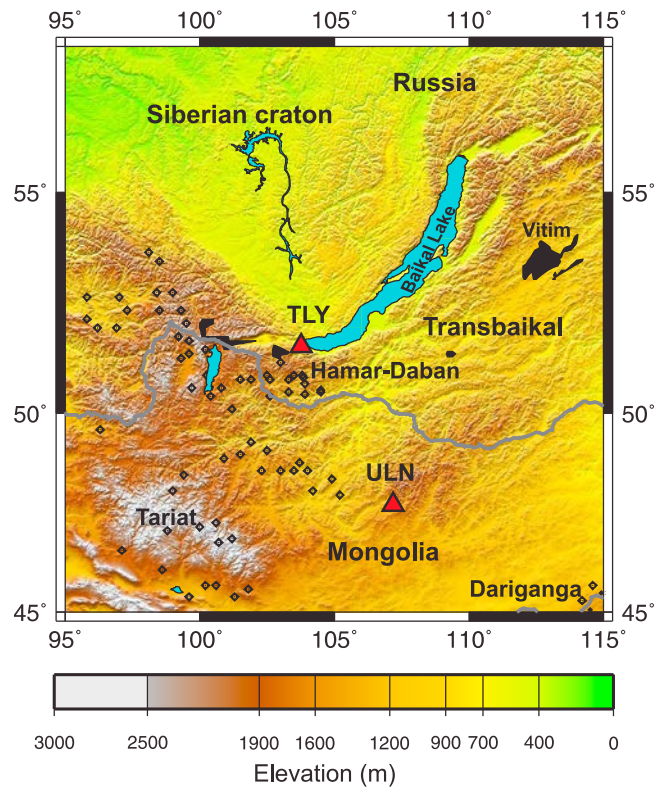 95° 100° 105° 110° 115°
Russia
Siberian craton
55° 55°
Baikal Lake
Vitim
TLY
Transbaikal
Hamar-Daban
50° 50°
ULN
Tariat
Mongolia
Dariganga
45° 45°
95° 100° 105° 110° 115°
3000 2500 1900 1600 1200 900 700 400 0
Elevation (m)